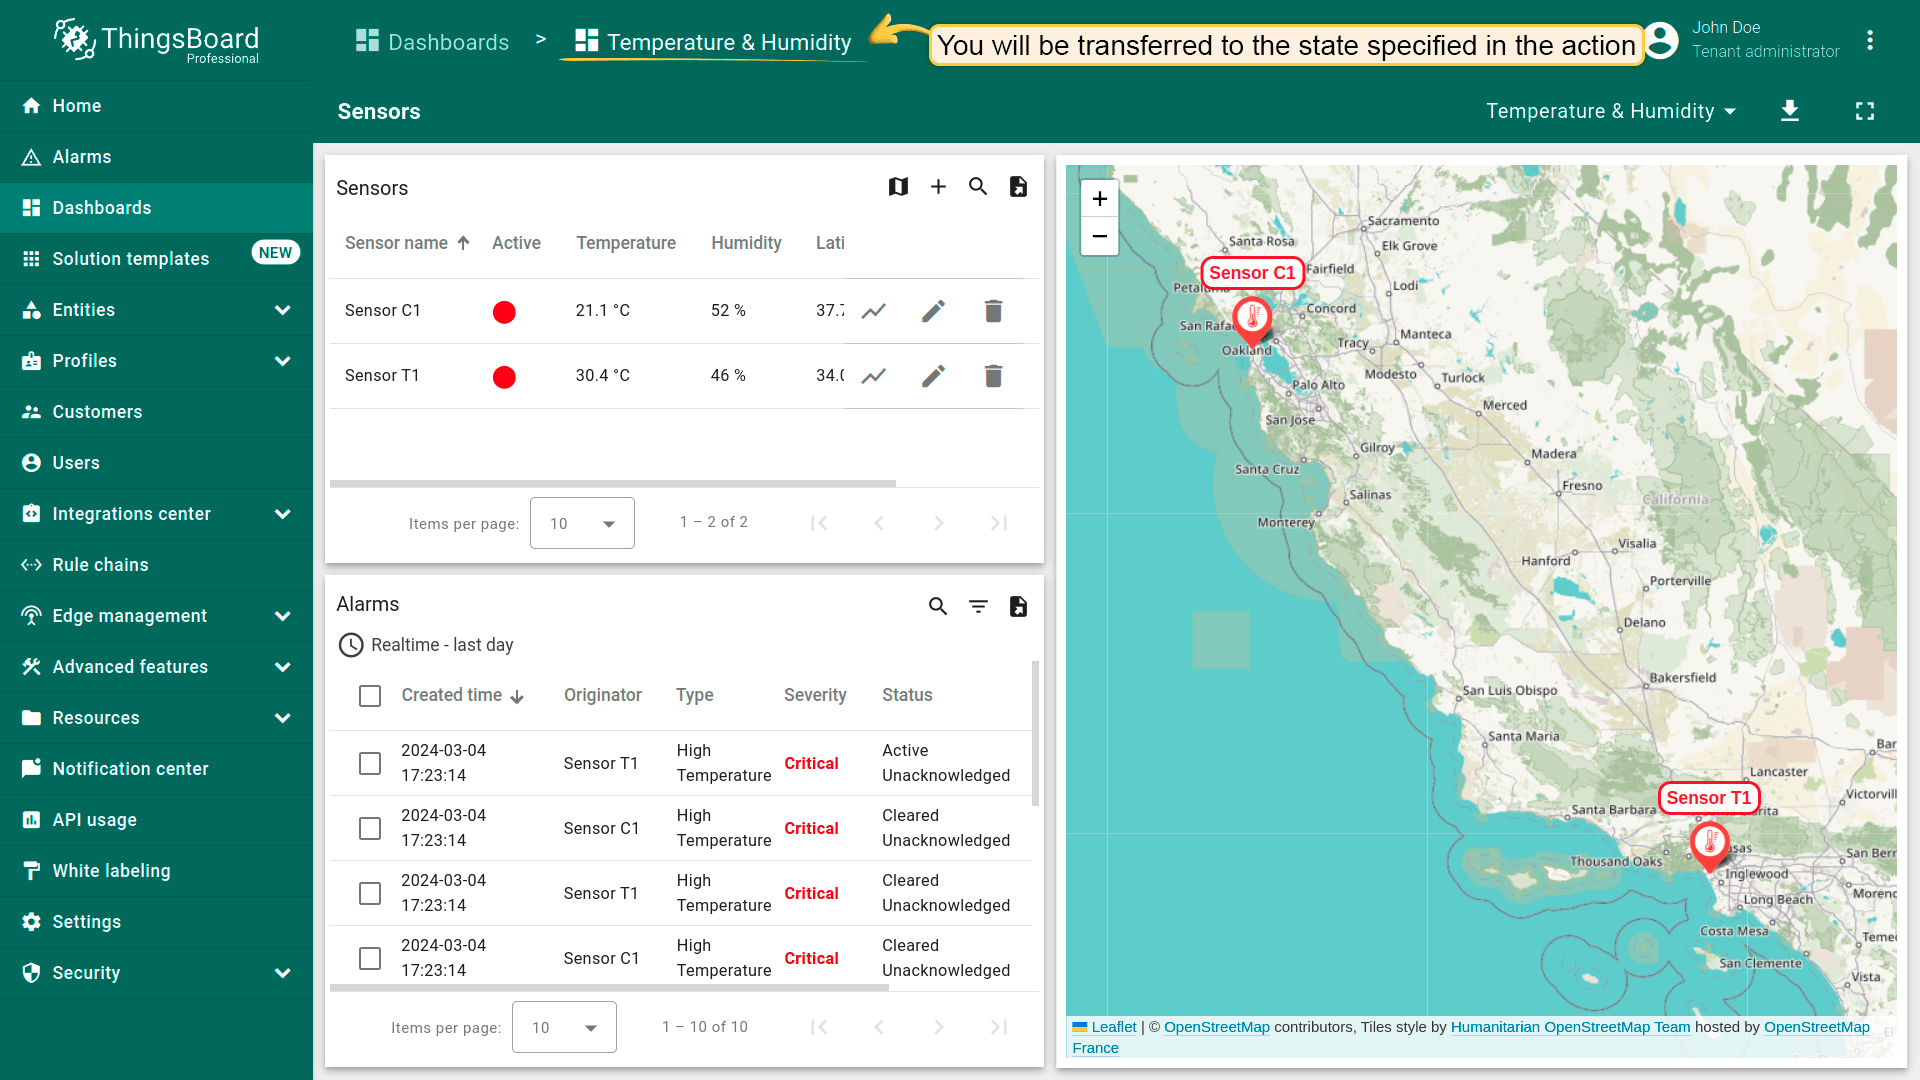 ThingsBoard
Professional
Dashboards > Temperature & Humidity
You will be transferred to the state specified in the action
John Doe
Tenant administrator
Home
Alarms
Dashboards
Solution templates NEW
Entities
Profiles
Customers
Users
Integrations center
Rule chains
Edge management
Advanced features
Resources
Notification center
API usage
White labeling
Settings
Security
Sensors
Temperature & Humidity
Sensors
Sensor name Active Temperature Humidity Lati
Sensor C1 21.1 °C 52 % 37.7
Sensor T1 30.4 °C 46 % 34.0
Items per page: 10 1 – 2 of 2
Alarms
Realtime - last day
Created time Originator Type Severity Status
2024-03-04 17:23:14 Sensor T1 High Temperature Critical Active Unacknowledged
2024-03-04 17:23:14 Sensor C1 High Temperature Critical Cleared Unacknowledged
2024-03-04 17:23:14 Sensor T1 High Temperature Critical Cleared Unacknowledged
2024-03-04 17:23:14 Sensor C1 High Temperature Critical Cleared Unacknowledged
Items per page: 10 1 – 10 of 10
+
−
Sacramento
Santa Rosa
Elk Grove
Sensor C1
Fairfield
Petaluma
Lodi
Concord
San Rafa
Manteca
Tracy
Oakland
Modesto
Turlock
Palo Alto
Merced
San Jose
Gilroy
Madera
Santa Cruz
Fresno
Salinas
California
Monterey
Visalia
Hanford
Porterville
Delano
Bakersfield
San Luis Obispo
Santa Maria
Bar
Lancaster
Sensor T1
Victorvill
Santa Barbara
arita
Thousand Oaks
asas
San Bern
Inglewood
Moreno
Long Beach
Costa Mesa
Teme
San Clemente
Vista
Leaflet | © OpenStreetMap contributors, Tiles style by Humanitarian OpenStreetMap Team hosted by OpenStreetMap
France